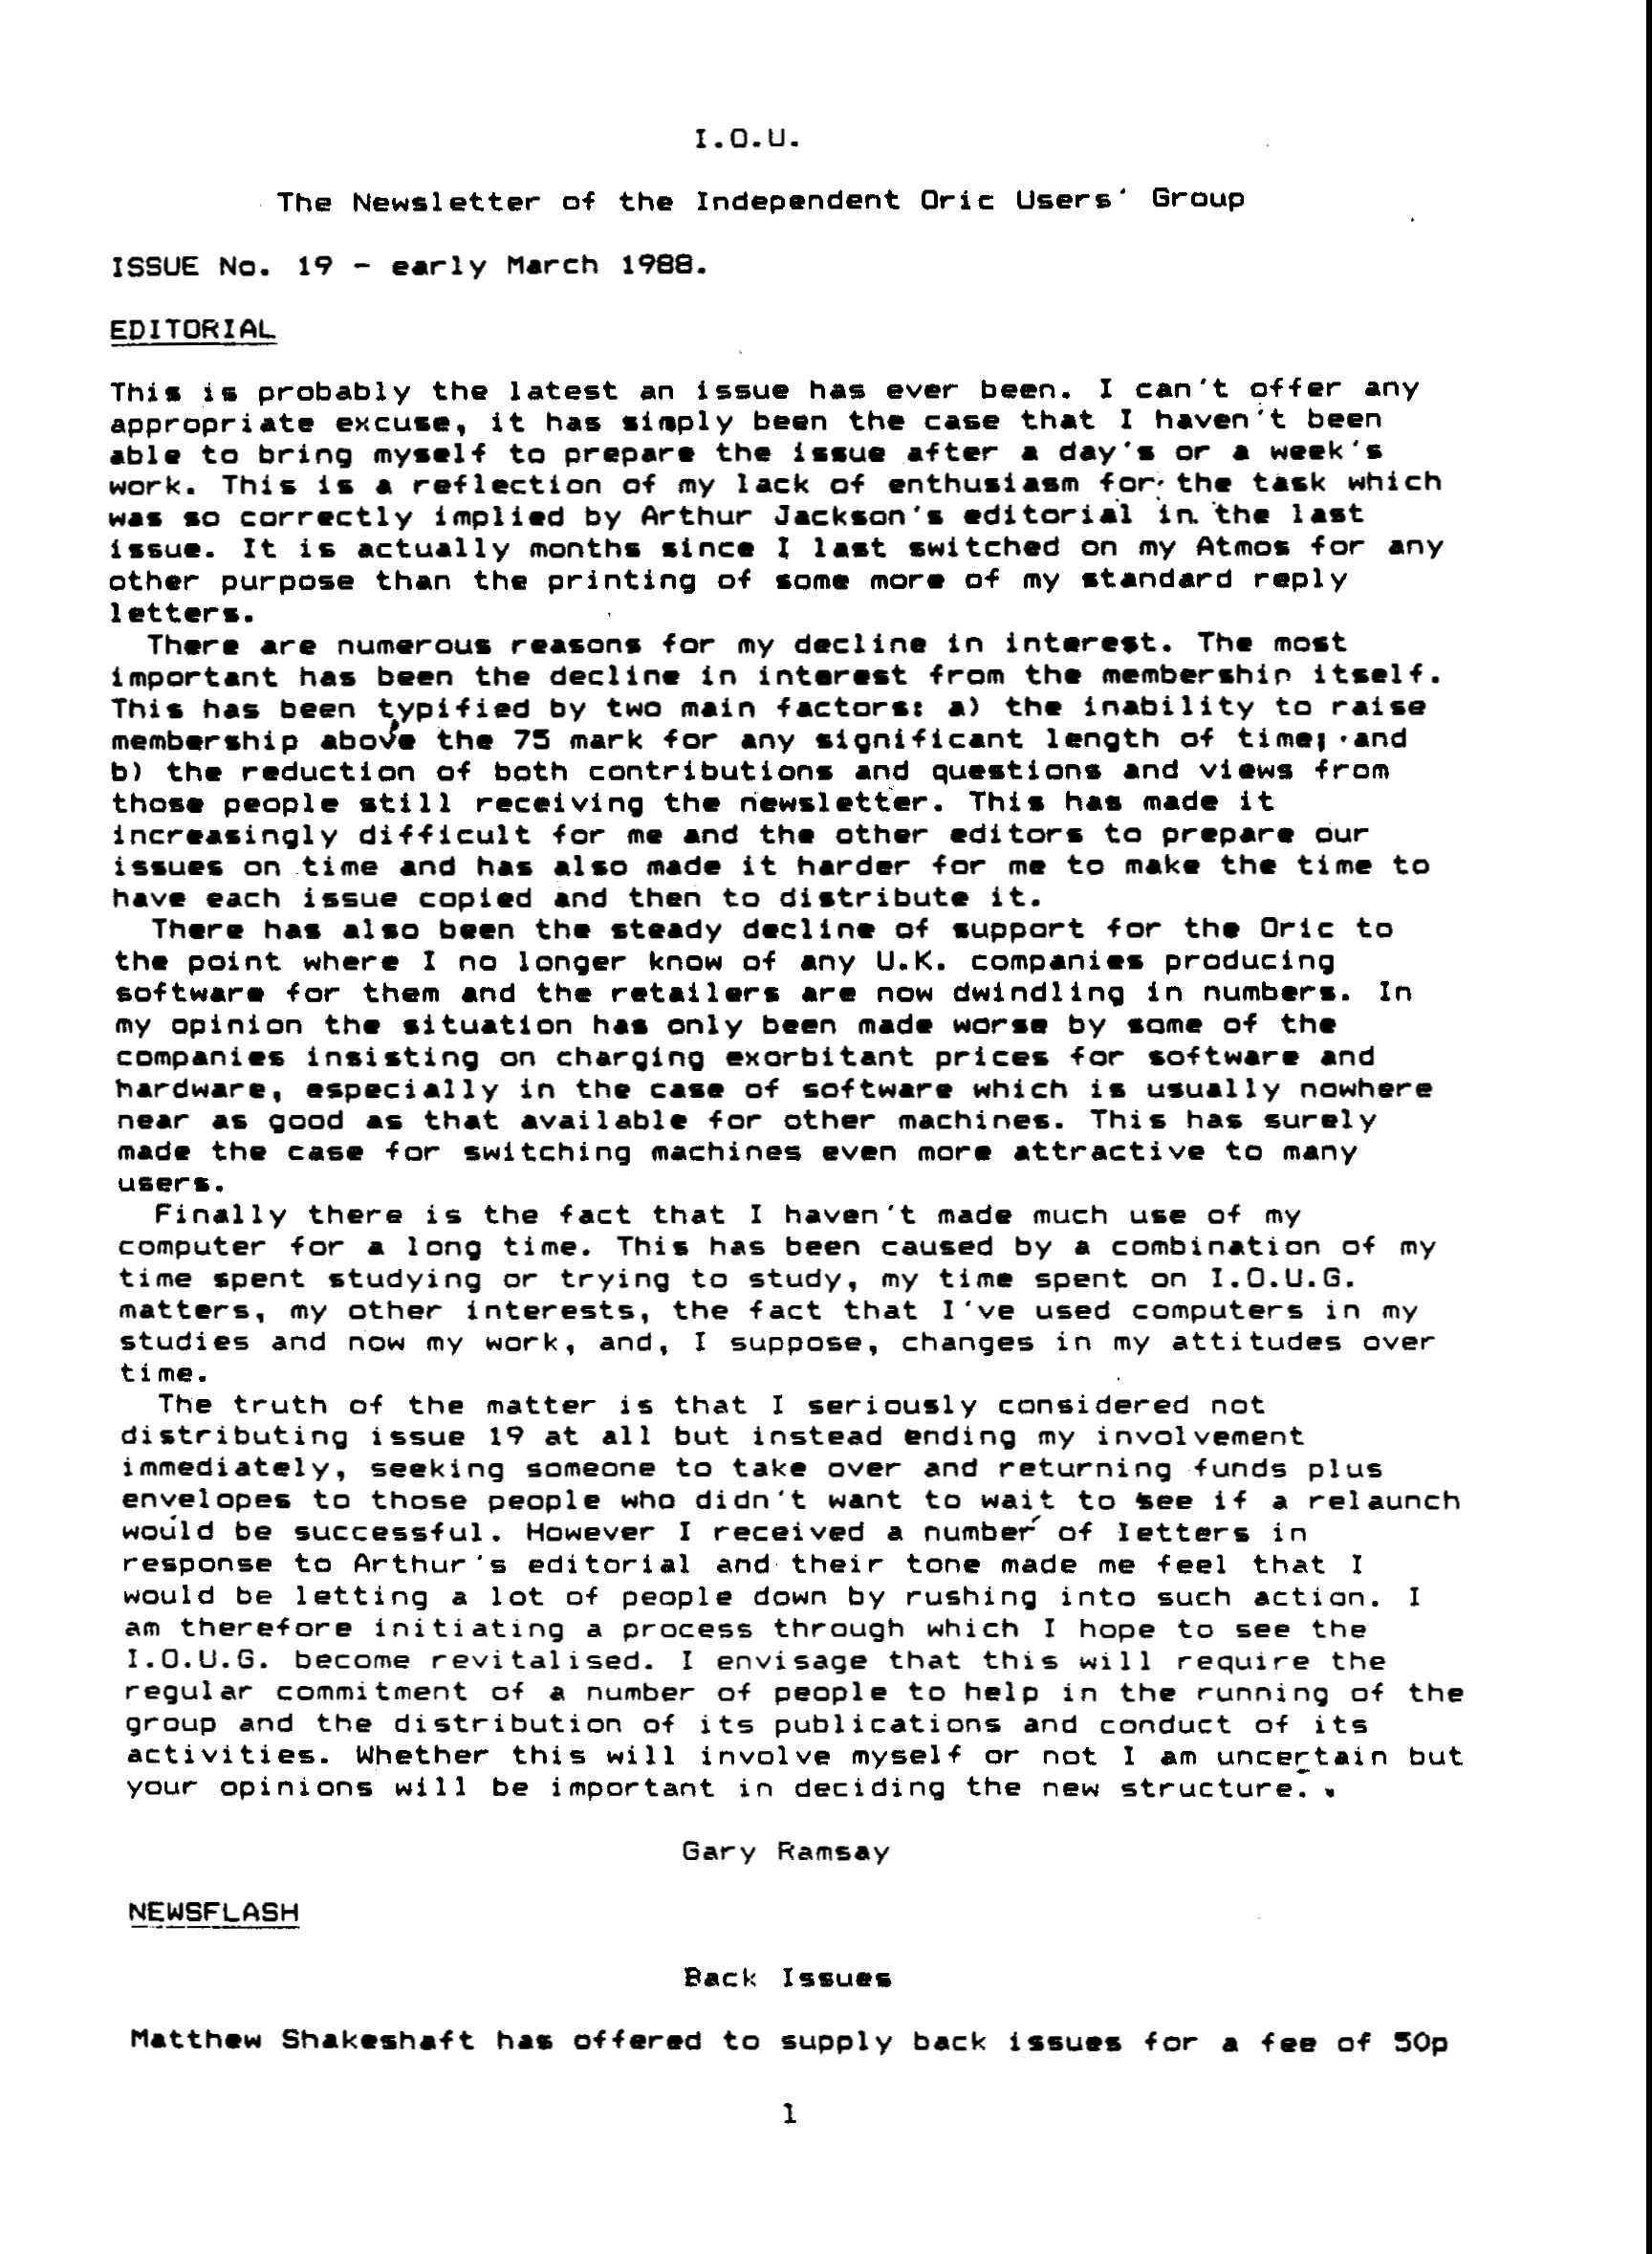 I.O.U.
The Newsletter of the Independent Oric Users' Group
ISSUE No. 19 - early March 1988.
EDITORIAL
This is probably the latest an issue has ever been. I can't offer any
appropriate excuse, it has simply been the case that I haven't been
able to bring myself to prepare the issue after a day's or a week's
work. This is a reflection of my lack of enthusiasm for the task which
was so correctly implied by Arthur Jackson's editorial in the last
issue. It is actually months since I last switched on my Atmos for any
other purpose than the printing of some more of my standard reply
letters.
There are numerous reasons for my decline in interest. The most
important has been the decline in interest from the membership itself.
This has been typified by two main factors: a) the inability to raise
membership above the 75 mark for any significant length of time; and
b) the reduction of both contributions and questions and views from
those people still receiving the newsletter. This has made it
increasingly difficult for me and the other editors to prepare our
issues on time and has also made it harder for me to make the time to
have each issue copied and then to distribute it.
There has also been the steady decline of support for the Oric to
the point where I no longer know of any U.K. companies producing
software for them and the retailers are now dwindling in numbers. In
my opinion the situation has only been made worse by some of the
companies insisting on charging exorbitant prices for software and
hardware, especially in the case of software which is usually nowhere
near as good as that available for other machines. This has surely
made the case for switching machines even more attractive to many
users.
Finally there is the fact that I haven't made much use of my
computer for a long time. This has been caused by a combination of my
time spent studying or trying to study, my time spent on I.O.U.G.
matters, my other interests, the fact that I've used computers in my
studies and now my work, and, I suppose, changes in my attitudes over
time.
The truth of the matter is that I seriously considered not
distributing issue 19 at all but instead ending my involvement
immediately, seeking someone to take over and returning funds plus
envelopes to those people who didn't want to wait to see if a relaunch
would be successful. However I received a number of letters in
response to Arthur's editorial and their tone made me feel that I
would be letting a lot of people down by rushing into such action. I
am therefore initiating a process through which I hope to see the
I.O.U.G. become revitalised. I envisage that this will require the
regular commitment of a number of people to help in the running of the
group and the distribution of its publications and conduct of its
activities. Whether this will involve myself or not I am uncertain but
your opinions will be important in deciding the new structure.
Gary Ramsay
NEWSFLASH
Back Issues
Matthew Shakeshaft has offered to supply back issues for a fee of 50p
1